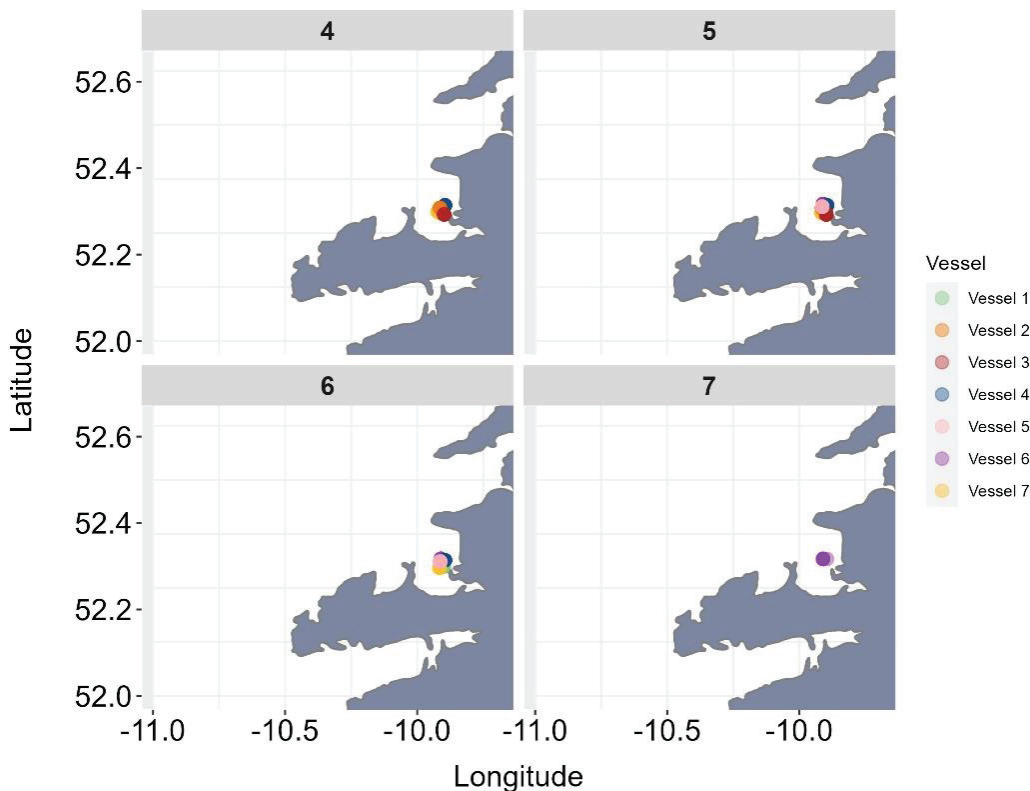 4
5
52.6
52.4
52.2
52.0
6
7
52.6
52.4
52.2
52.0
-11.0
-10.5
-10.0
-11.0
-10.5
-10.0
Latitude
Longitude
Vessel
Vessel 1
Vessel 2
Vessel 3
Vessel 4
Vessel 5
Vessel 6
Vessel 7